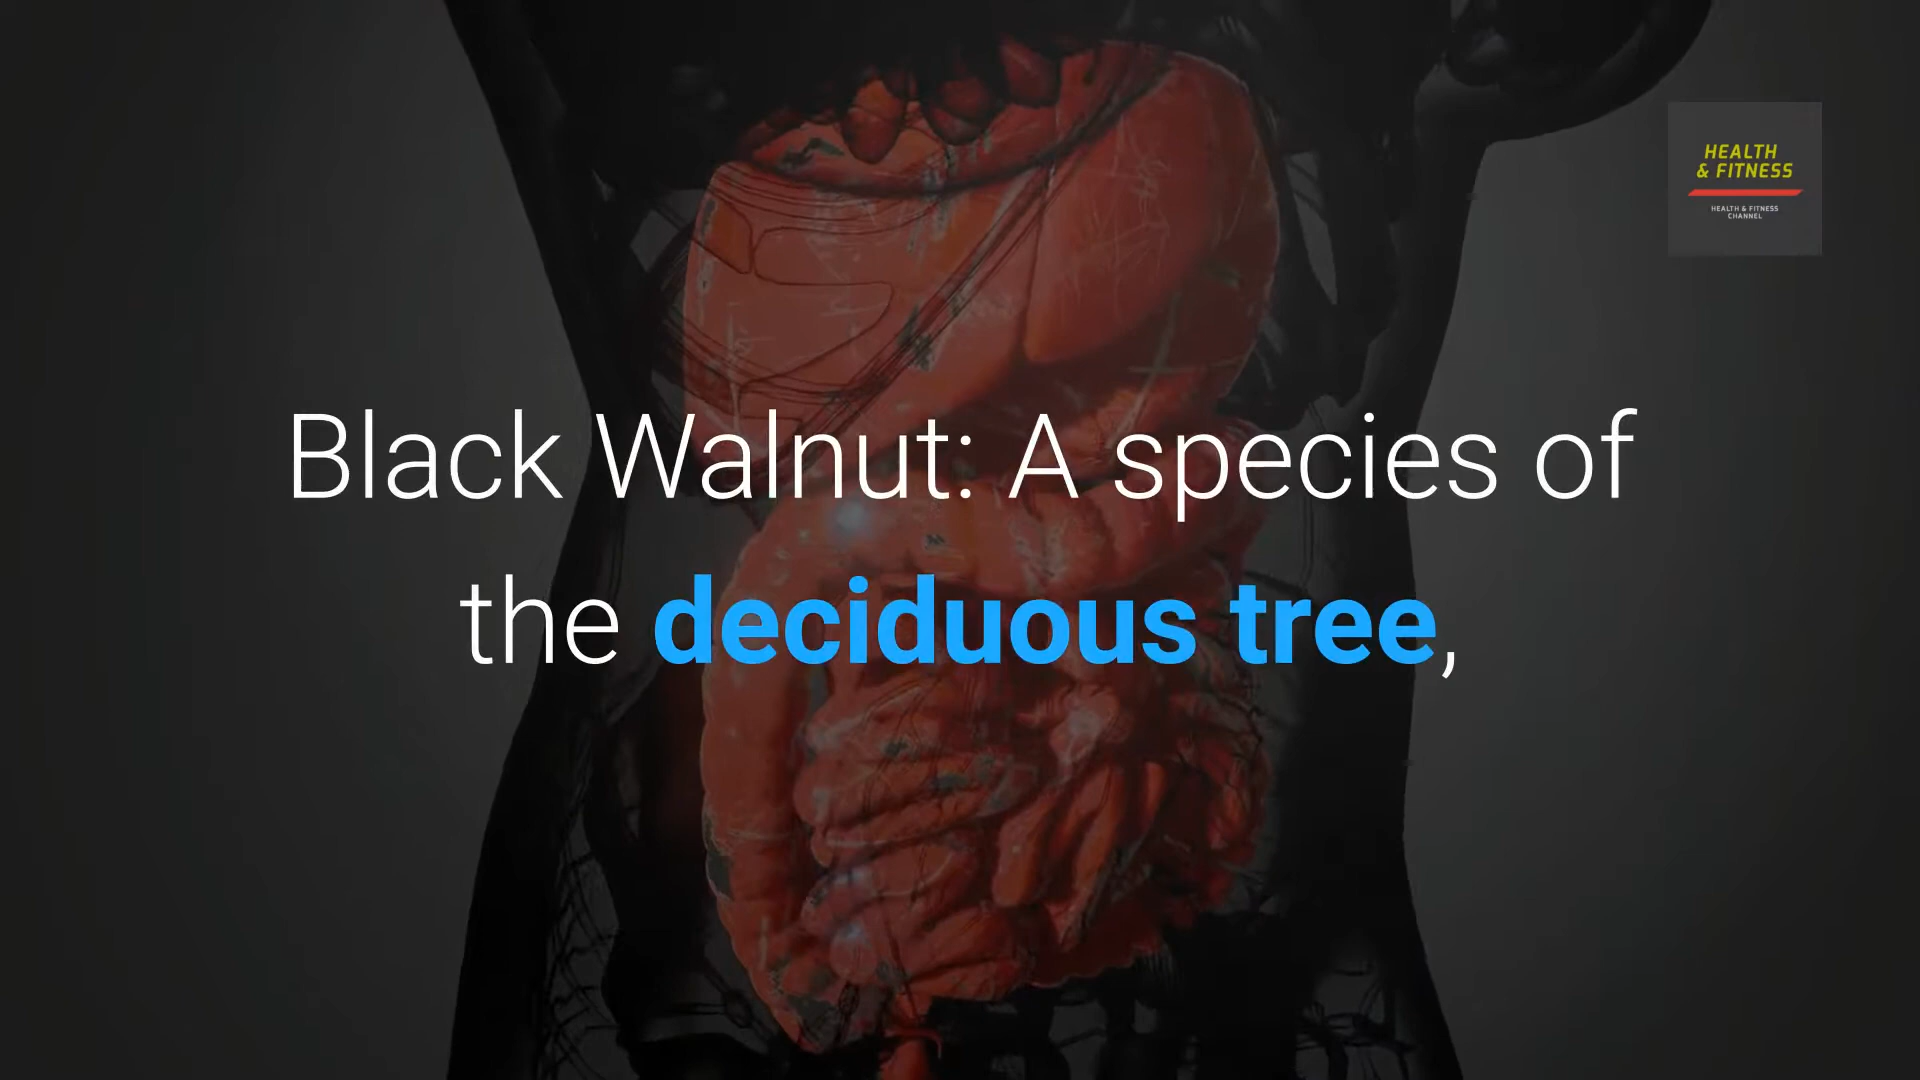 HEALTH
& FITNESS
HEALTH & FITNESS
CHANNEL
Black Walnut: A species of
the deciduous tree,